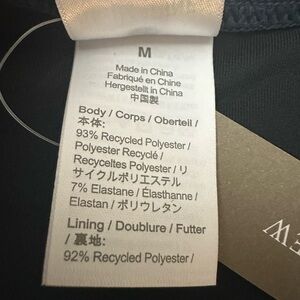 M
Made in China
Fabriqué en Chine
Hergestellt in China
中国製
Body / Corps / Oberteil /
本体:
93% Recycled Polyester /
Polyester Recyclé /
Recyceltes Polyester / リ
サイクルポリエステル
7% Elastane / Élasthanne /
Elastan / ポリウレタン
Lining / Doublure / Futter
/ 裏地:
92% Recycled Polyester /
EW